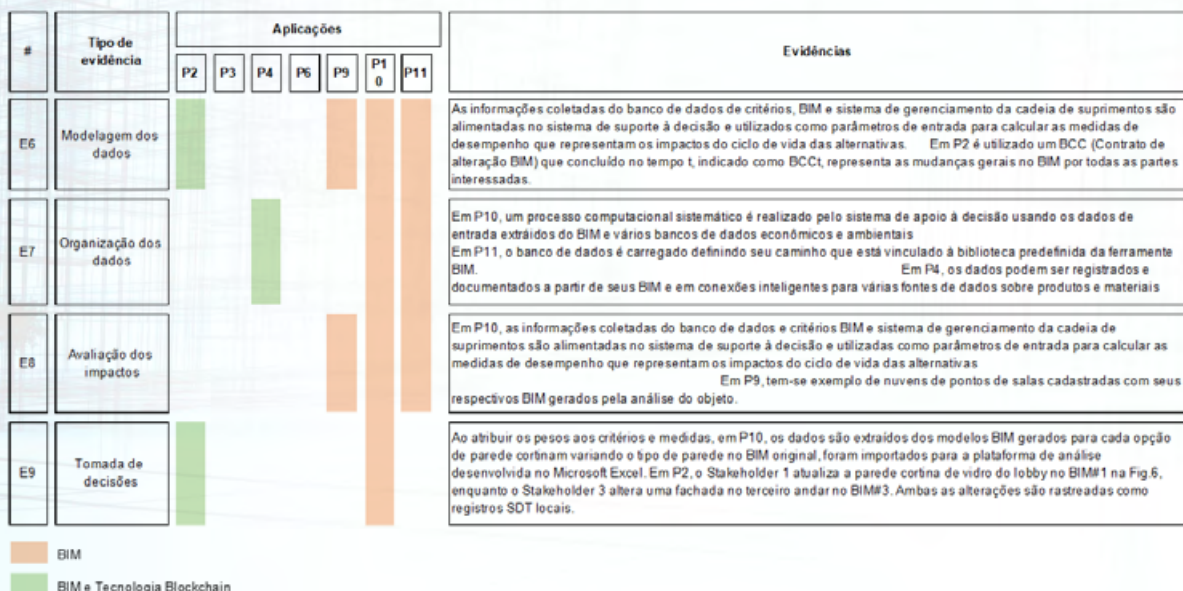 #
Tipo de
evidência
Aplicações
P2
P3
P4
P6
P9
P1
0
P11
Evidências
E6
Modelagem dos
dados
As informações coletadas do banco de dados de critérios, BIM e sistema de gerenciamento da cadeia de suprimentos são
alimentadas no sistema de suporte à decisão e utilizados como parâmetros de entrada para calcular as medidas de
desempenho que representam os impactos do ciclo de vida das alternativas. Em P2 é utilizado um BCC (Contrato de
alteração BIM) que concluído no tempo t, indicado como BCCt, representa as mudanças gerais no BIM por todas as partes
interessadas.
E7
Organização dos
dados
Em P10, um processo computacional sistemático é realizado pelo sistema de apoio à decisão usando os dados de
entrada extraídos do BIM e vários bancos de dados econômicos e ambientais
Em P11, o banco de dados é carregado definindo seu caminho que está vinculado à biblioteca predefinida da ferramente
BIM. Em P4, os dados podem ser registrados e
documentados a partir de seus BIM e em conexões inteligentes para várias fontes de dados sobre produtos e materiais
E8
Avaliação dos
impactos
Em P10, as informações coletadas do banco de dados e critérios BIM e sistema de gerenciamento da cadeia de
suprimentos são alimentadas no sistema de suporte à decisão e utilizadas como parâmetros de entrada para calcular as
medidas de desempenho que representam os impactos do ciclo de vida das alternativas
Em P9, tem-se exemplo de nuvens de pontos de salas cadastradas com seus
respectivos BIM gerados pela análise do objeto.
E9
Tomada de
decisões
Ao atribuir os pesos aos critérios e medidas, em P10, os dados são extraídos dos modelos BIM gerados para cada opção
de parede cortinam variando o tipo de parede no BIM original, foram importados para a plataforma de análise
desenvolvida no Microsoft Excel. Em P2, o Stakeholder 1 atualiza a parede cortina de vidro do lobby no BIM#1 na Fig.6,
enquanto o Stakeholder 3 altera uma fachada no terceiro andar no BIM#3. Ambas as alterações são rastreadas como
registros SDT locais.
BIM
BIM e Tecnologia Blockchain